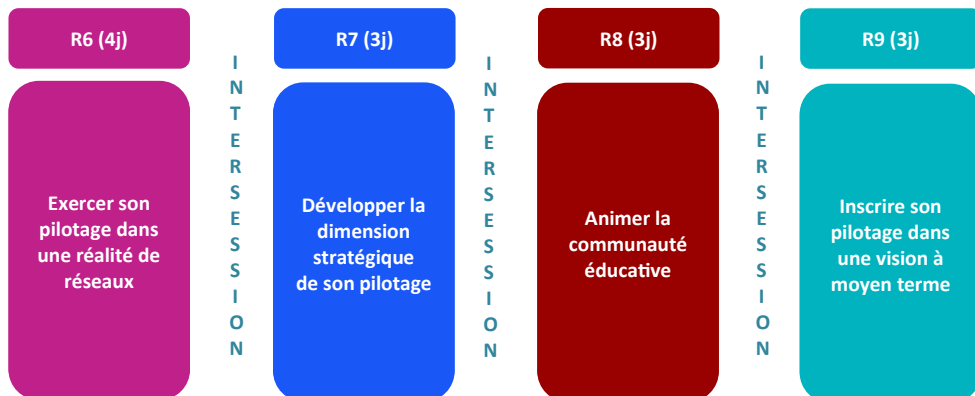 R6 (4j)
Exercer son
pilotage dans
une réalité de
réseaux
INTERSESSION
R7 (3j)
Développer la
dimension
stratégique
de son pilotage
INTERSESSION
R8 (3j)
Animer la
communauté
éducative
INTERSESSION
R9 (3j)
Inscrire son
pilotage dans
une vision à
moyen terme